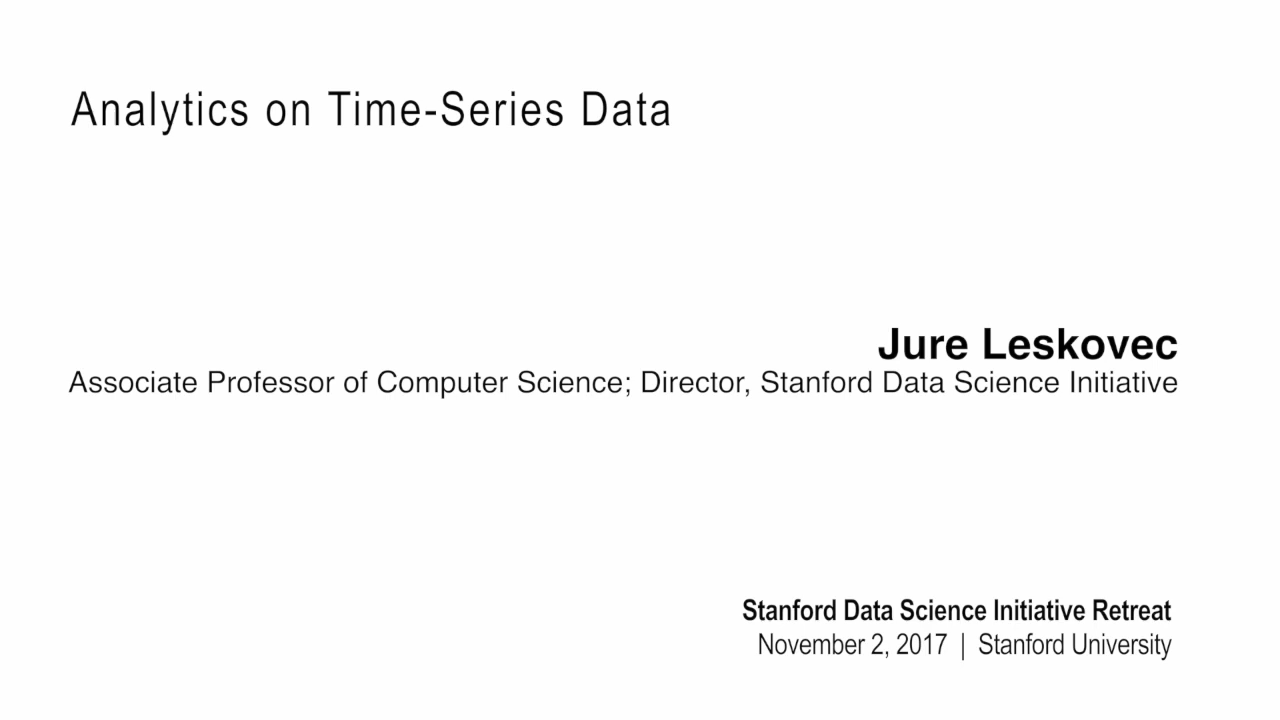 Analytics on Time-Series Data
Jure Leskovec
Associate Professor of Computer Science; Director, Stanford Data Science Initiative
Stanford Data Science Initiative Retreat
November 2, 2017 | Stanford University